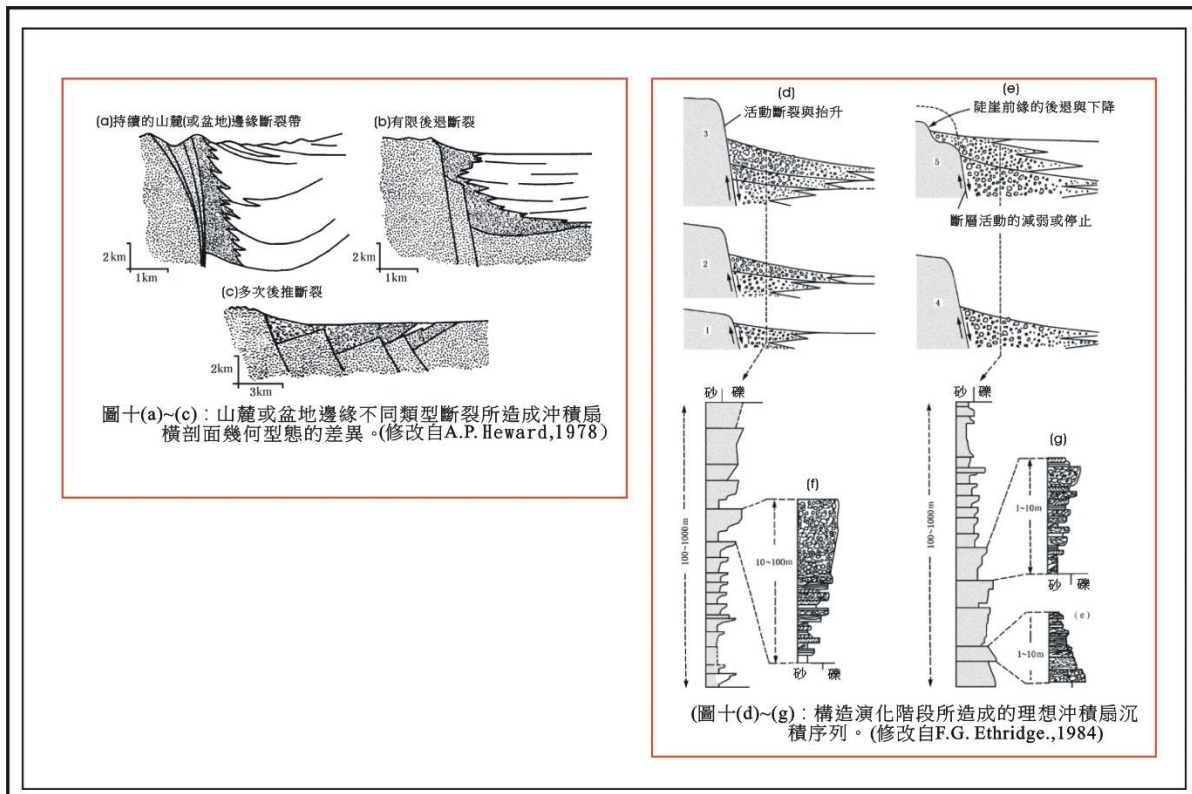 (a)持續的山麓(或盆地)邊緣斷裂帶
2km
1km
(b)有限後退斷裂
2km
1km
(c)多次後推斷裂
2km
3km
圖十(a)~(c)：山麓或盆地邊緣不同類型斷裂所造成沖積扇
橫剖面幾何型態的差異。(修改自A.P. Heward,1978)
(d)
活動斷裂與抬升
3
2
1
砂 礫
100~1000m
(f)
10~100m
砂 礫
(e)
陡崖前緣的後退與下降
5
斷層活動的減弱或停止
4
砂 礫
100~1000m
(g)
1~10m
砂 礫
(e)
1~10m
(圖十(d)~(g)：構造演化階段所造成的理想沖積扇沉
積序列。(修改自F.G. Ethridge.,1984)